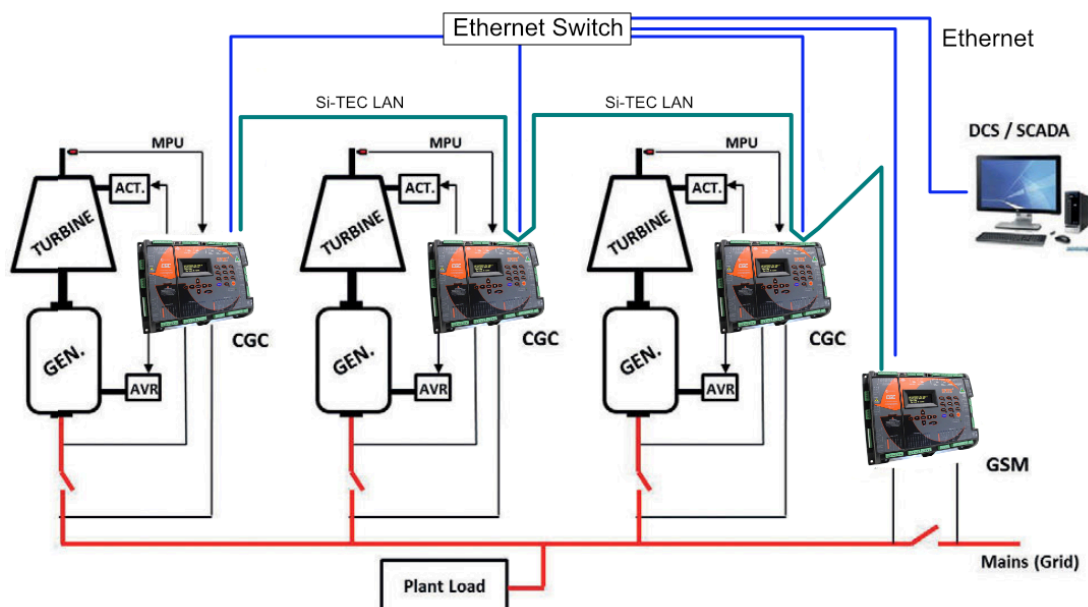 Ethernet Switch
Ethernet
Si-TEC LAN
Si-TEC LAN
DCS / SCADA
MPU
MPU
MPU
ACT.
ACT.
ACT.
TURBINE
TURBINE
TURBINE
CGC
CGC
CGC
GEN.
GEN.
GEN.
AVR
AVR
AVR
GSM
Mains (Grid)
Plant Load